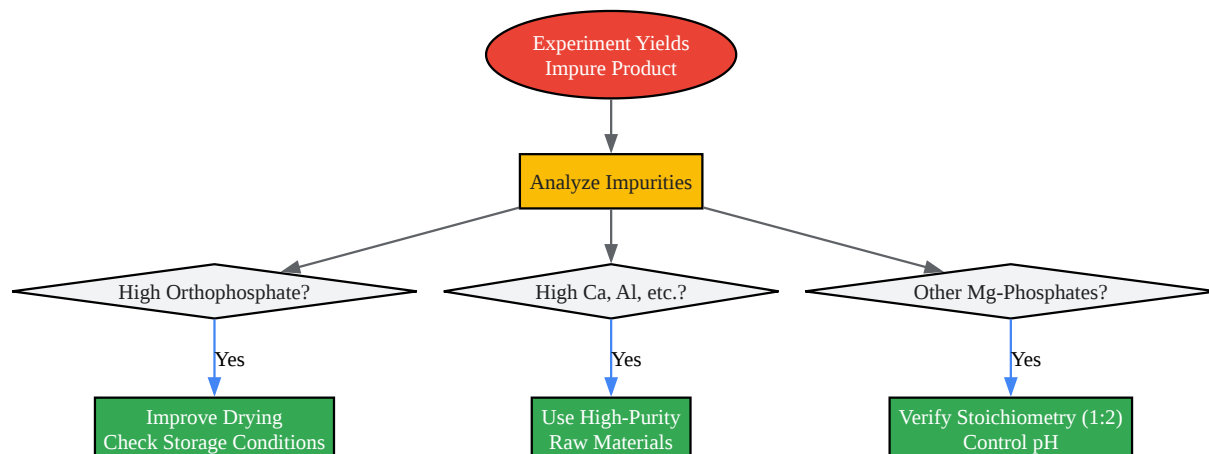 Experiment Yields
Impure Product
Analyze Impurities
High Orthophosphate?
High Ca, Al, etc.?
Other Mg-Phosphates?
Yes
Yes
Yes
Improve Drying
Check Storage Conditions
Use High-Purity
Raw Materials
Verify Stoichiometry (1:2)
Control pH